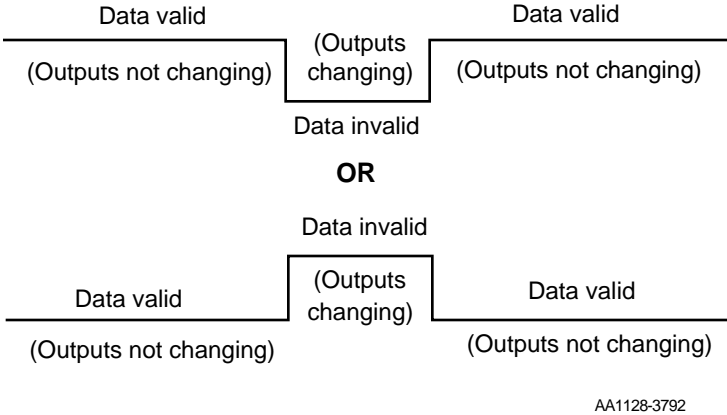 Data valid
Data valid
(Outputs
changing)
(Outputs not changing)
(Outputs not changing)
Data invalid
OR
Data invalid
(Outputs
changing)
Data valid
Data valid
(Outputs not changing)
(Outputs not changing)
AA1128-3792